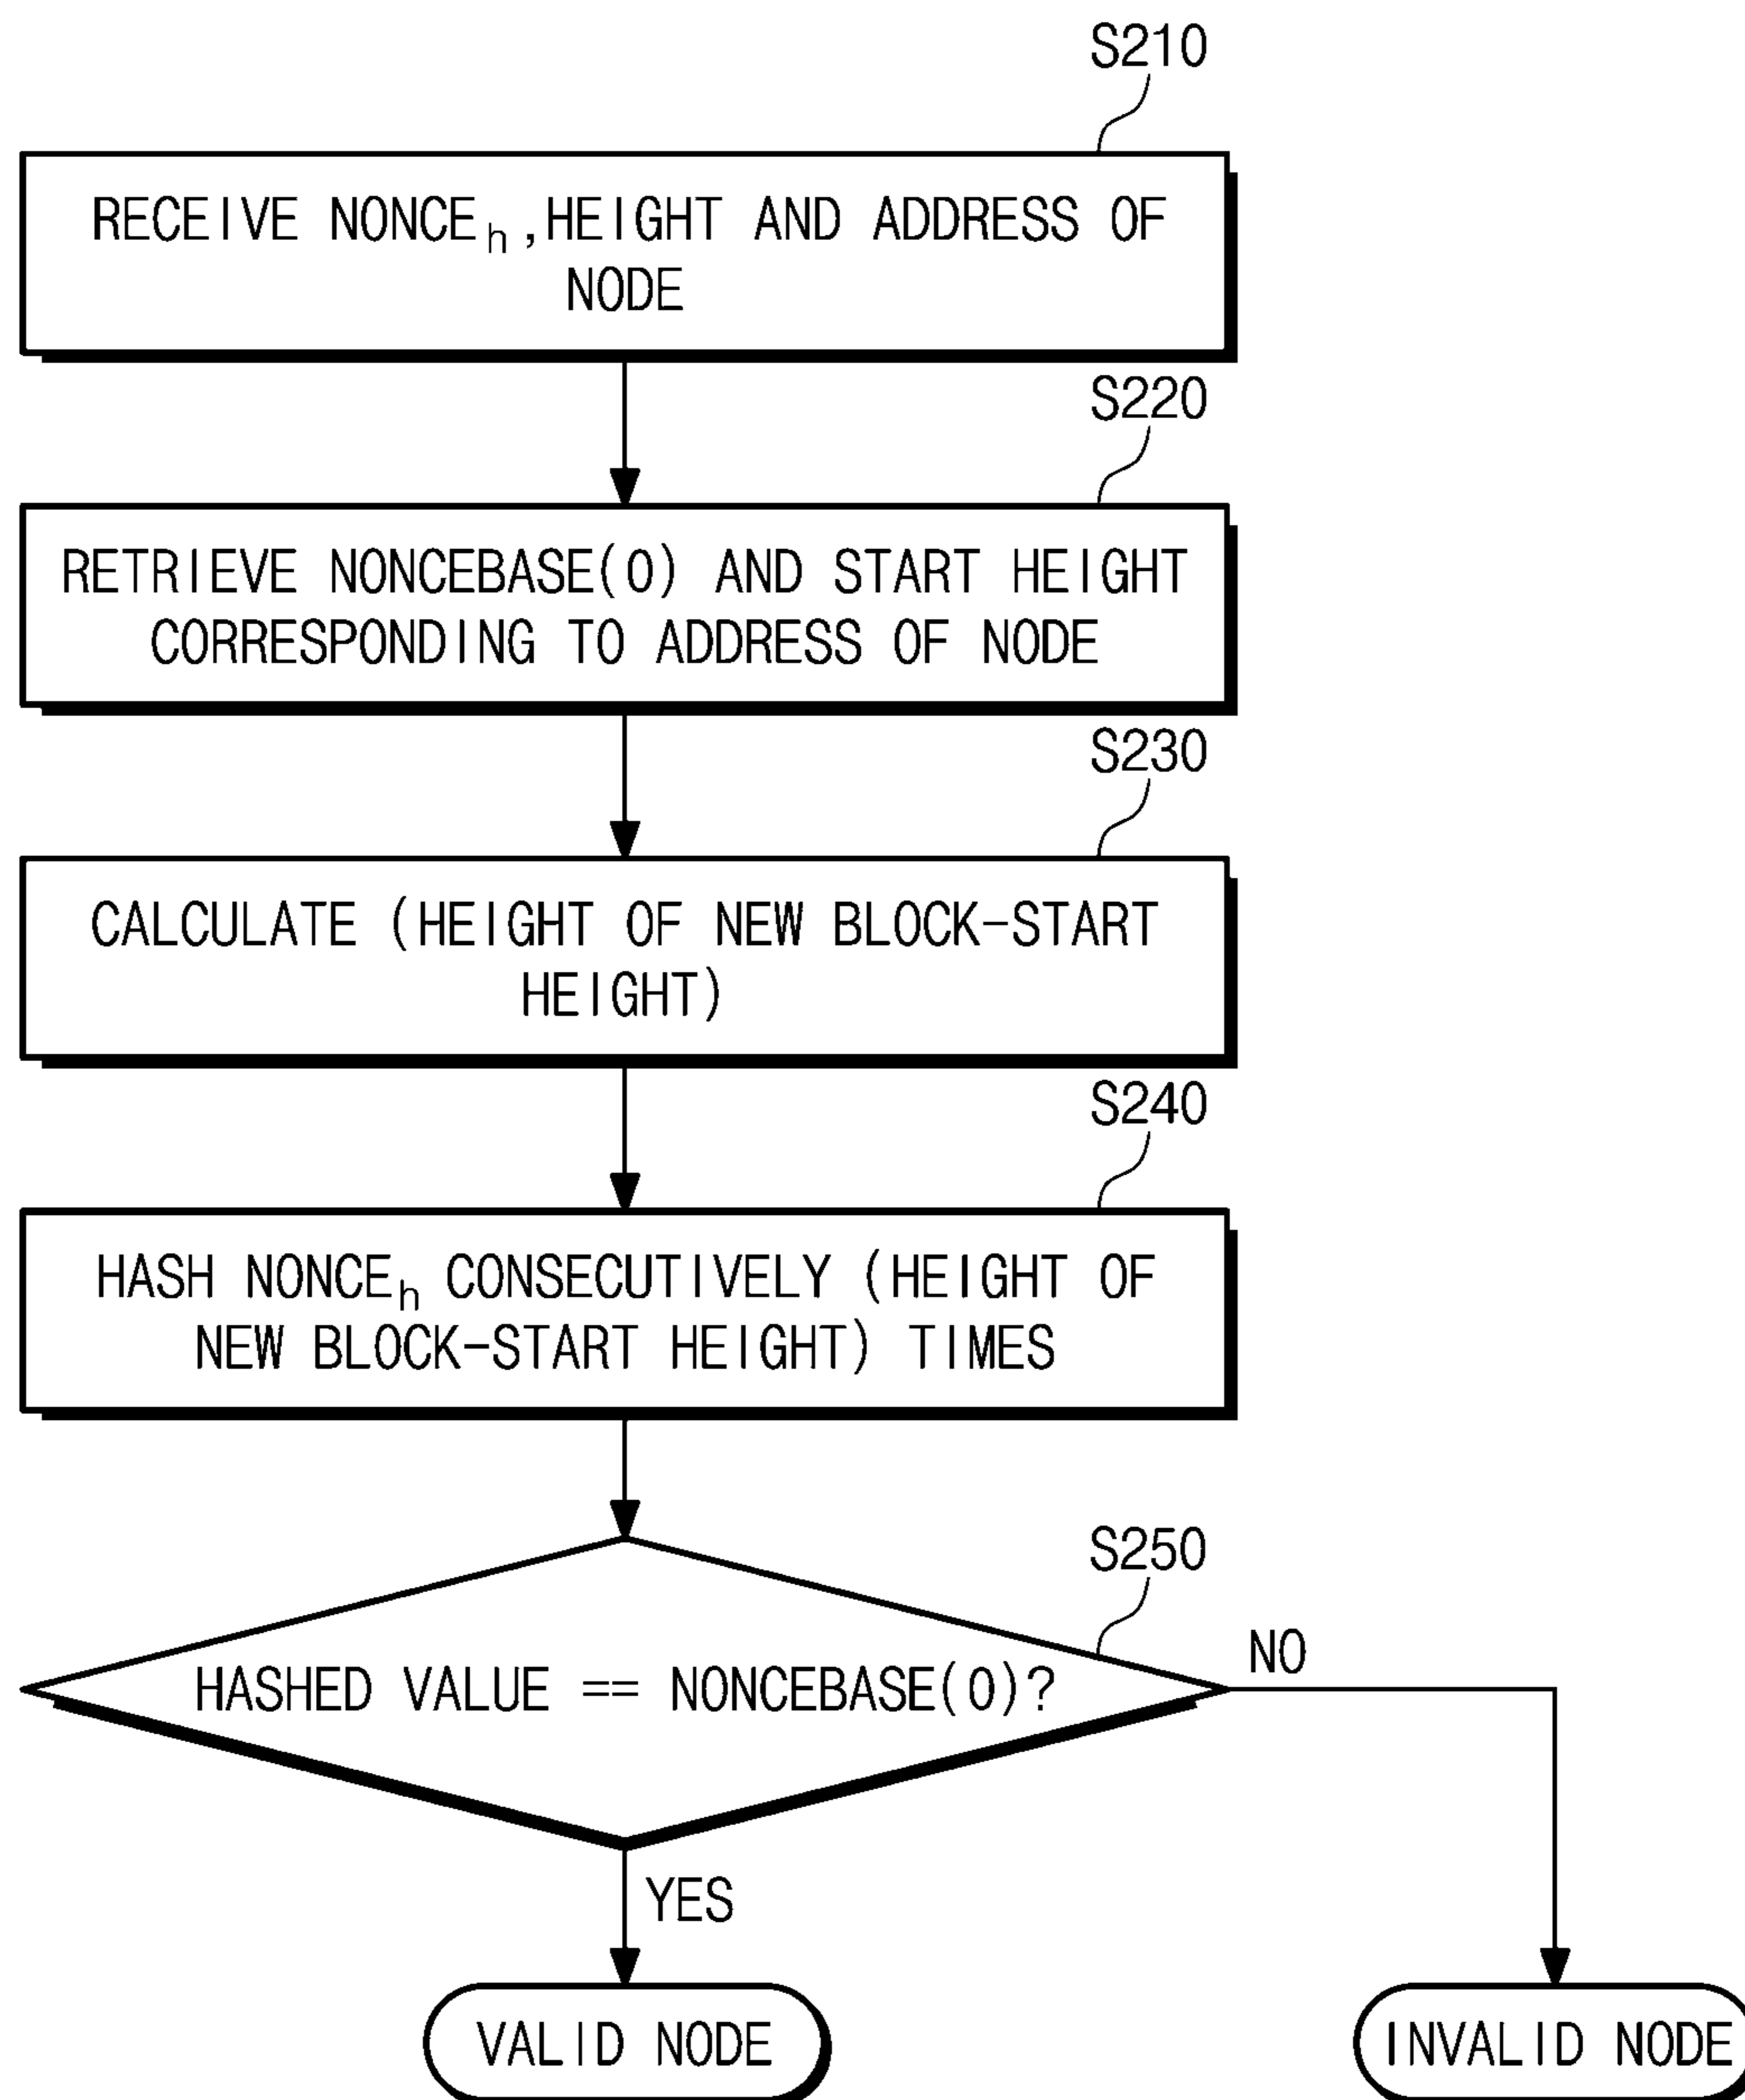 S210
RECEIVE NONCEh,HEIGHT AND ADDRESS OF
NODE
S220
RETRIEVE NONCEBASE(0) AND START HEIGHT
CORRESPONDING TO ADDRESS OF NODE
S230
CALCULATE (HEIGHT OF NEW BLOCK-START
HEIGHT)
S240
HASH NONCEh CONSECUTIVELY (HEIGHT OF
NEW BLOCK-START HEIGHT) TIMES
S250
HASHED VALUE == NONCEBASE(0)?
NO
YES
VALID NODE
INVALID NODE